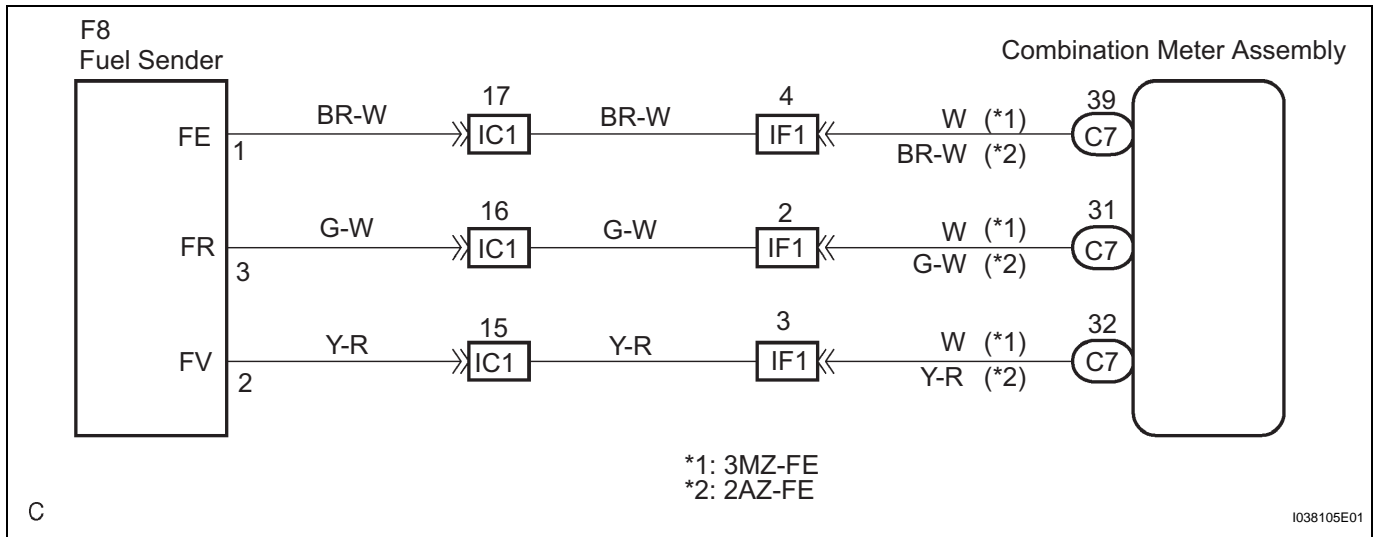 F8
Fuel Sender
Combination Meter Assembly
17
4
39
BR-W
BR-W
W (*1)
FE
IC1
IF1
C7
1
BR-W (*2)
16
2
31
G-W
G-W
W (*1)
FR
IC1
IF1
C7
3
G-W (*2)
15
3
32
Y-R
Y-R
W (*1)
FV
IC1
IF1
C7
2
Y-R (*2)
*1: 3MZ-FE
*2: 2AZ-FE
C
I038105E01